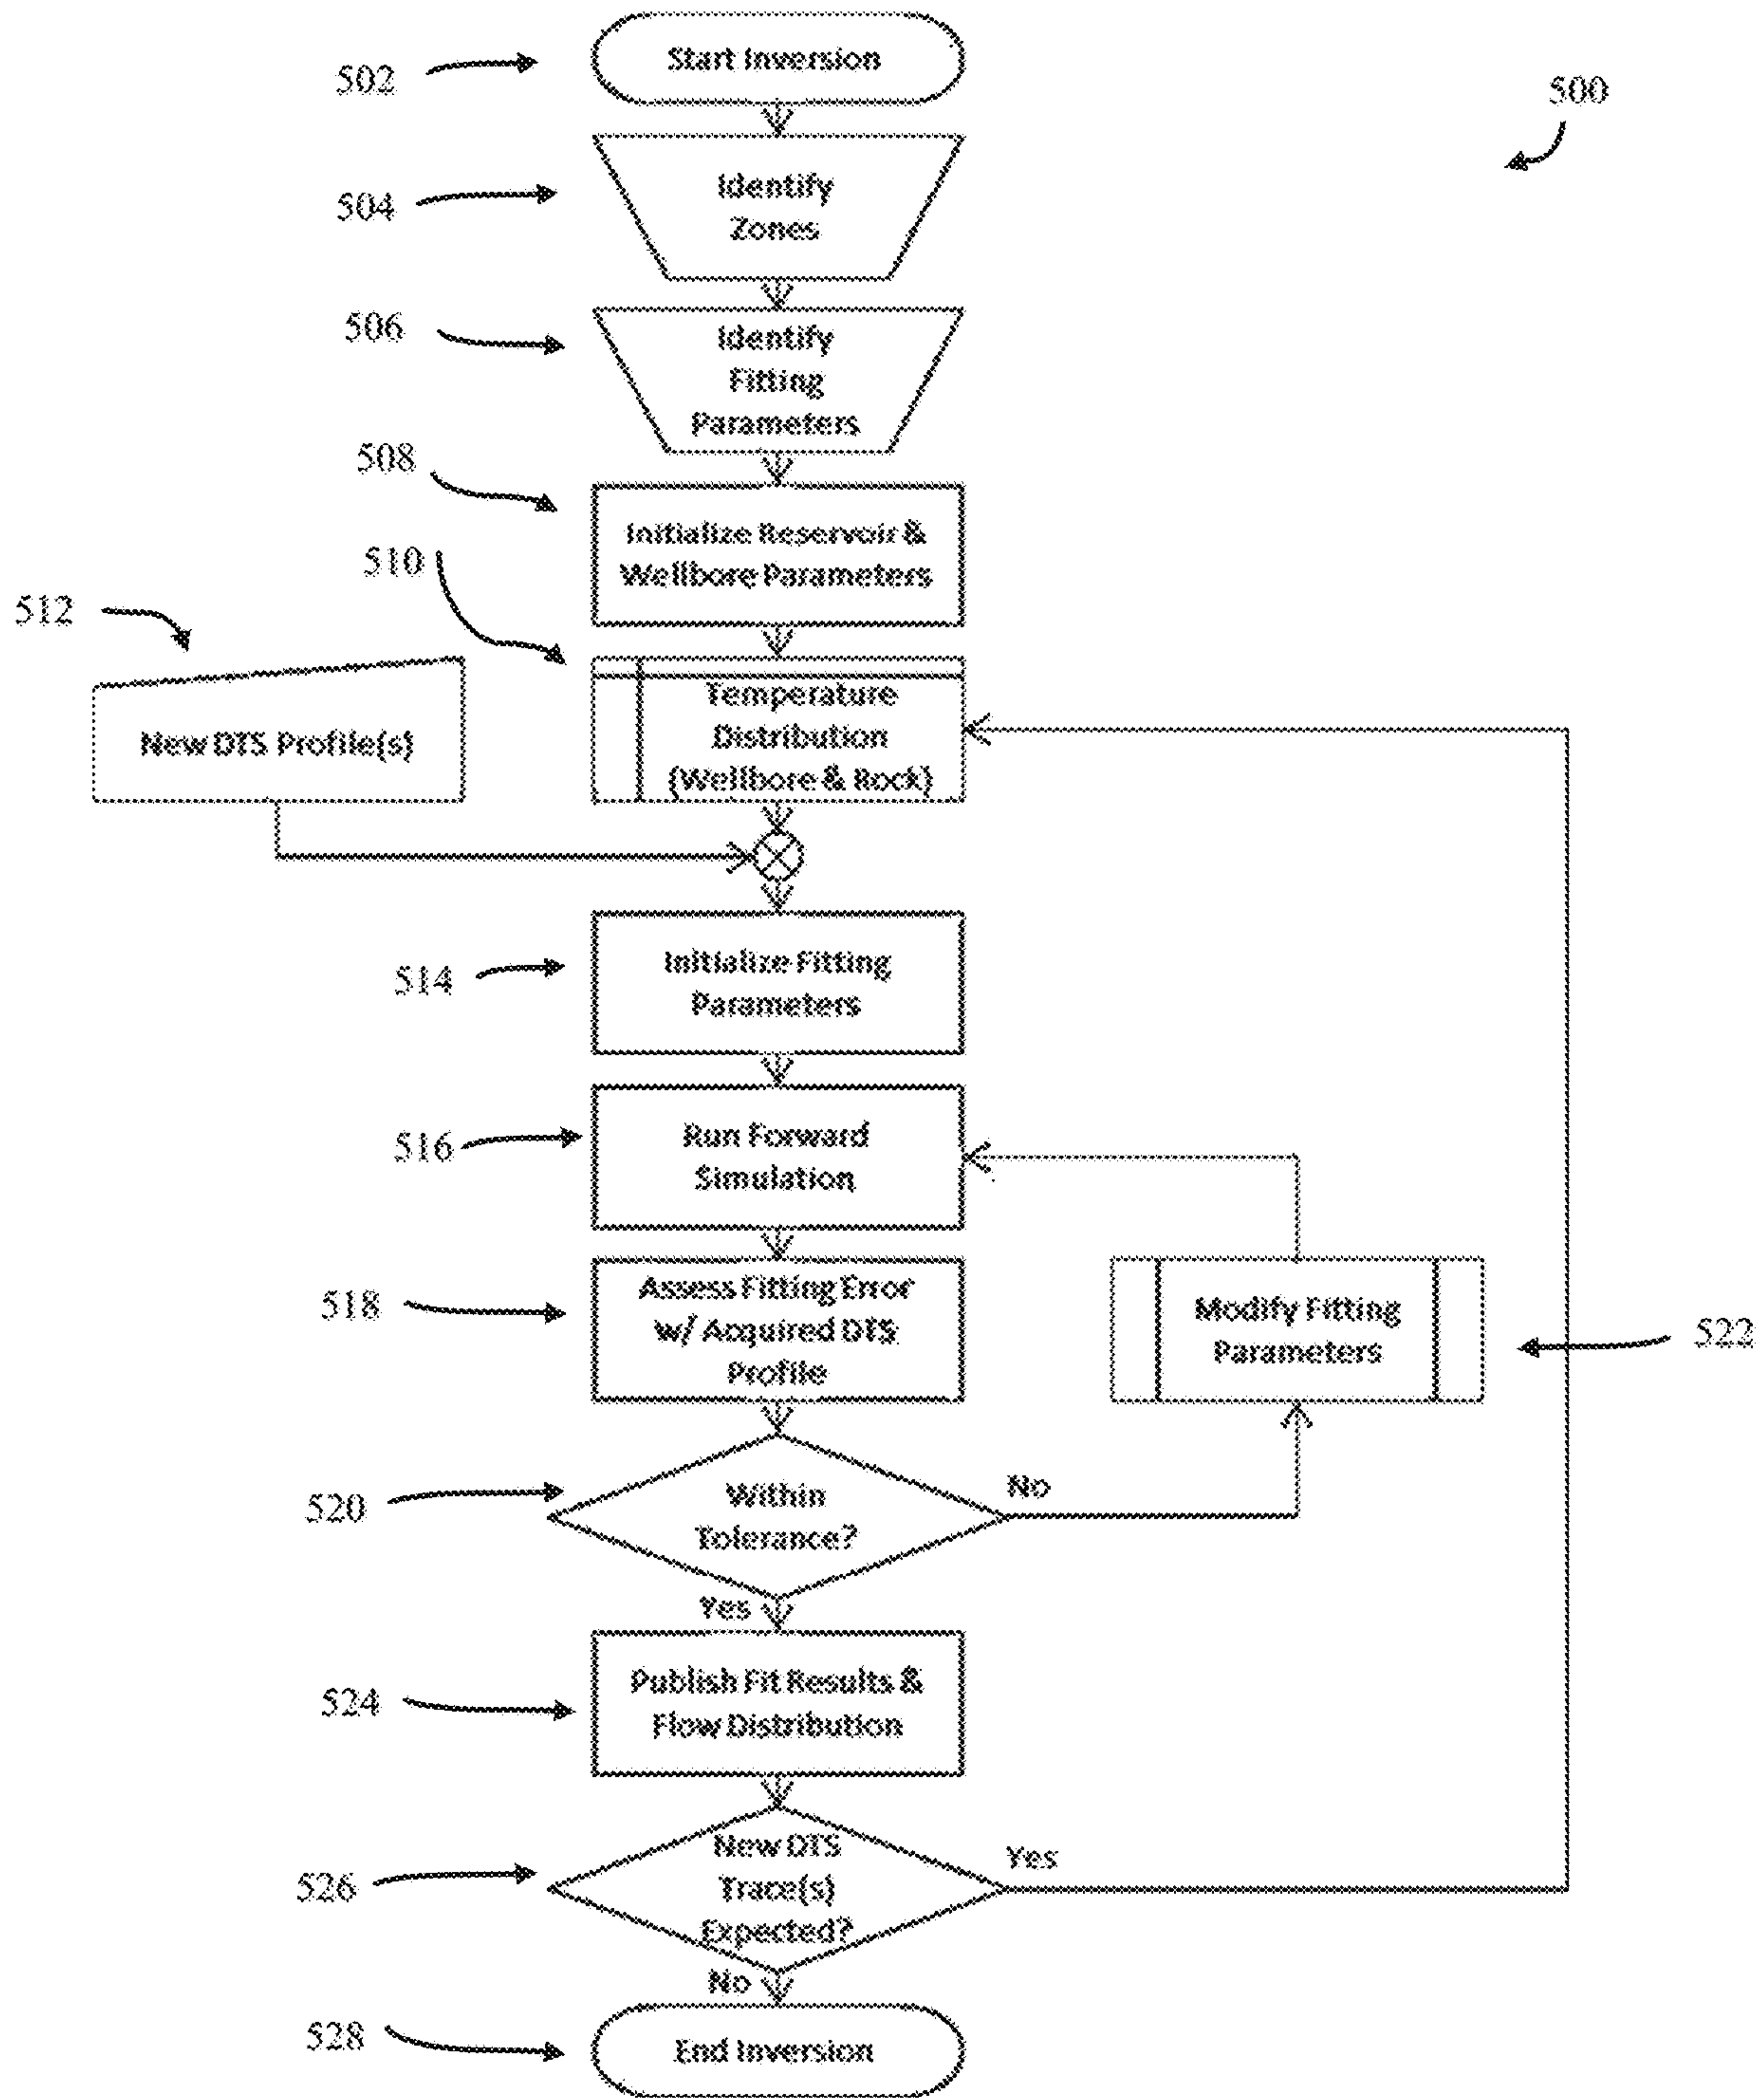 Start Inversion
502
500
Identify
Zones
504
506
Identify
Fitting
Parameters
508
Initialize Reservoir &
Wellbore Parameters
510
512
New DTS Profile(s)
Temperature
Distribution
(Wellbore & Rock)
Initialize Fitting
Parameters
514
Run Forward
Simulation
516
Assess Fitting Error
w/ Acquired DTS
Profile
518
Modify Fitting
Parameters
522
Within
Tolerance?
No
520
Yes
Publish Fit Results &
Flow Distribution
524
New DTS
Trace(s)
Expected?
Yes
526
No
End Inversion
528